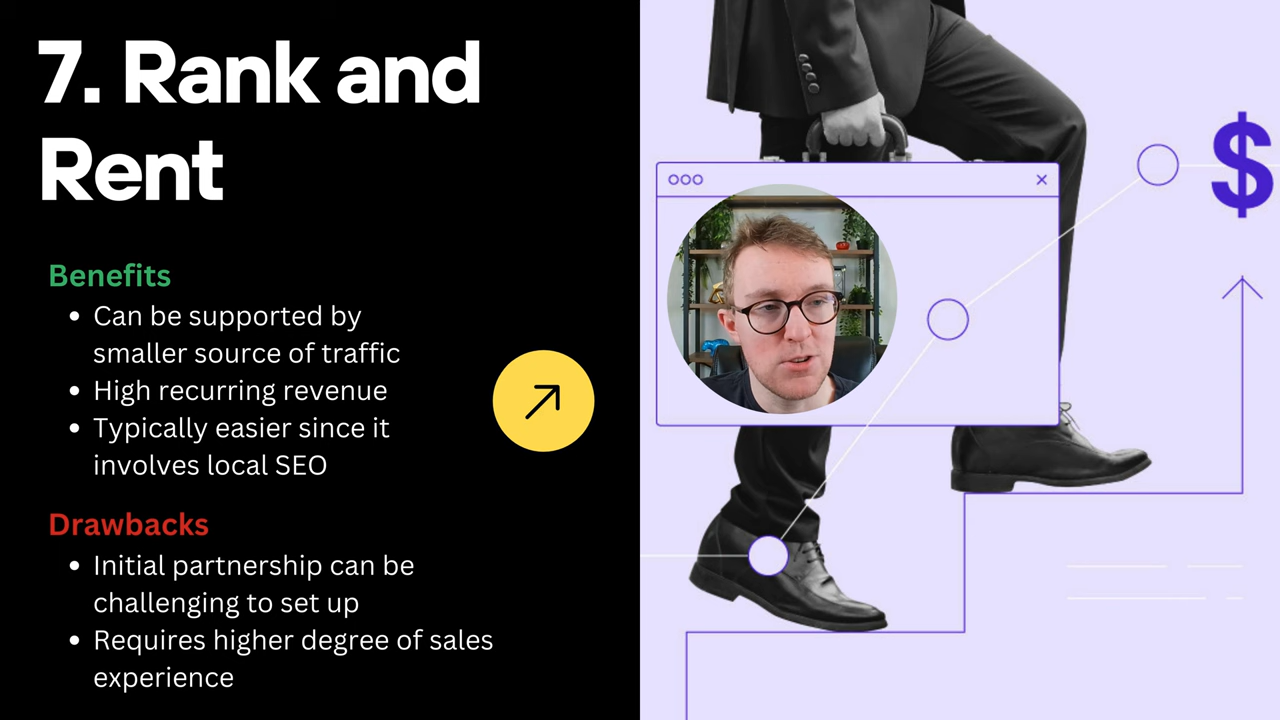 7. Rank and
Rent
Benefits
• Can be supported by
smaller source of traffic
• High recurring revenue
• Typically easier since it
involves local SEO
Drawbacks
• Initial partnership can be
challenging to set up
• Requires higher degree of sales
experience
$